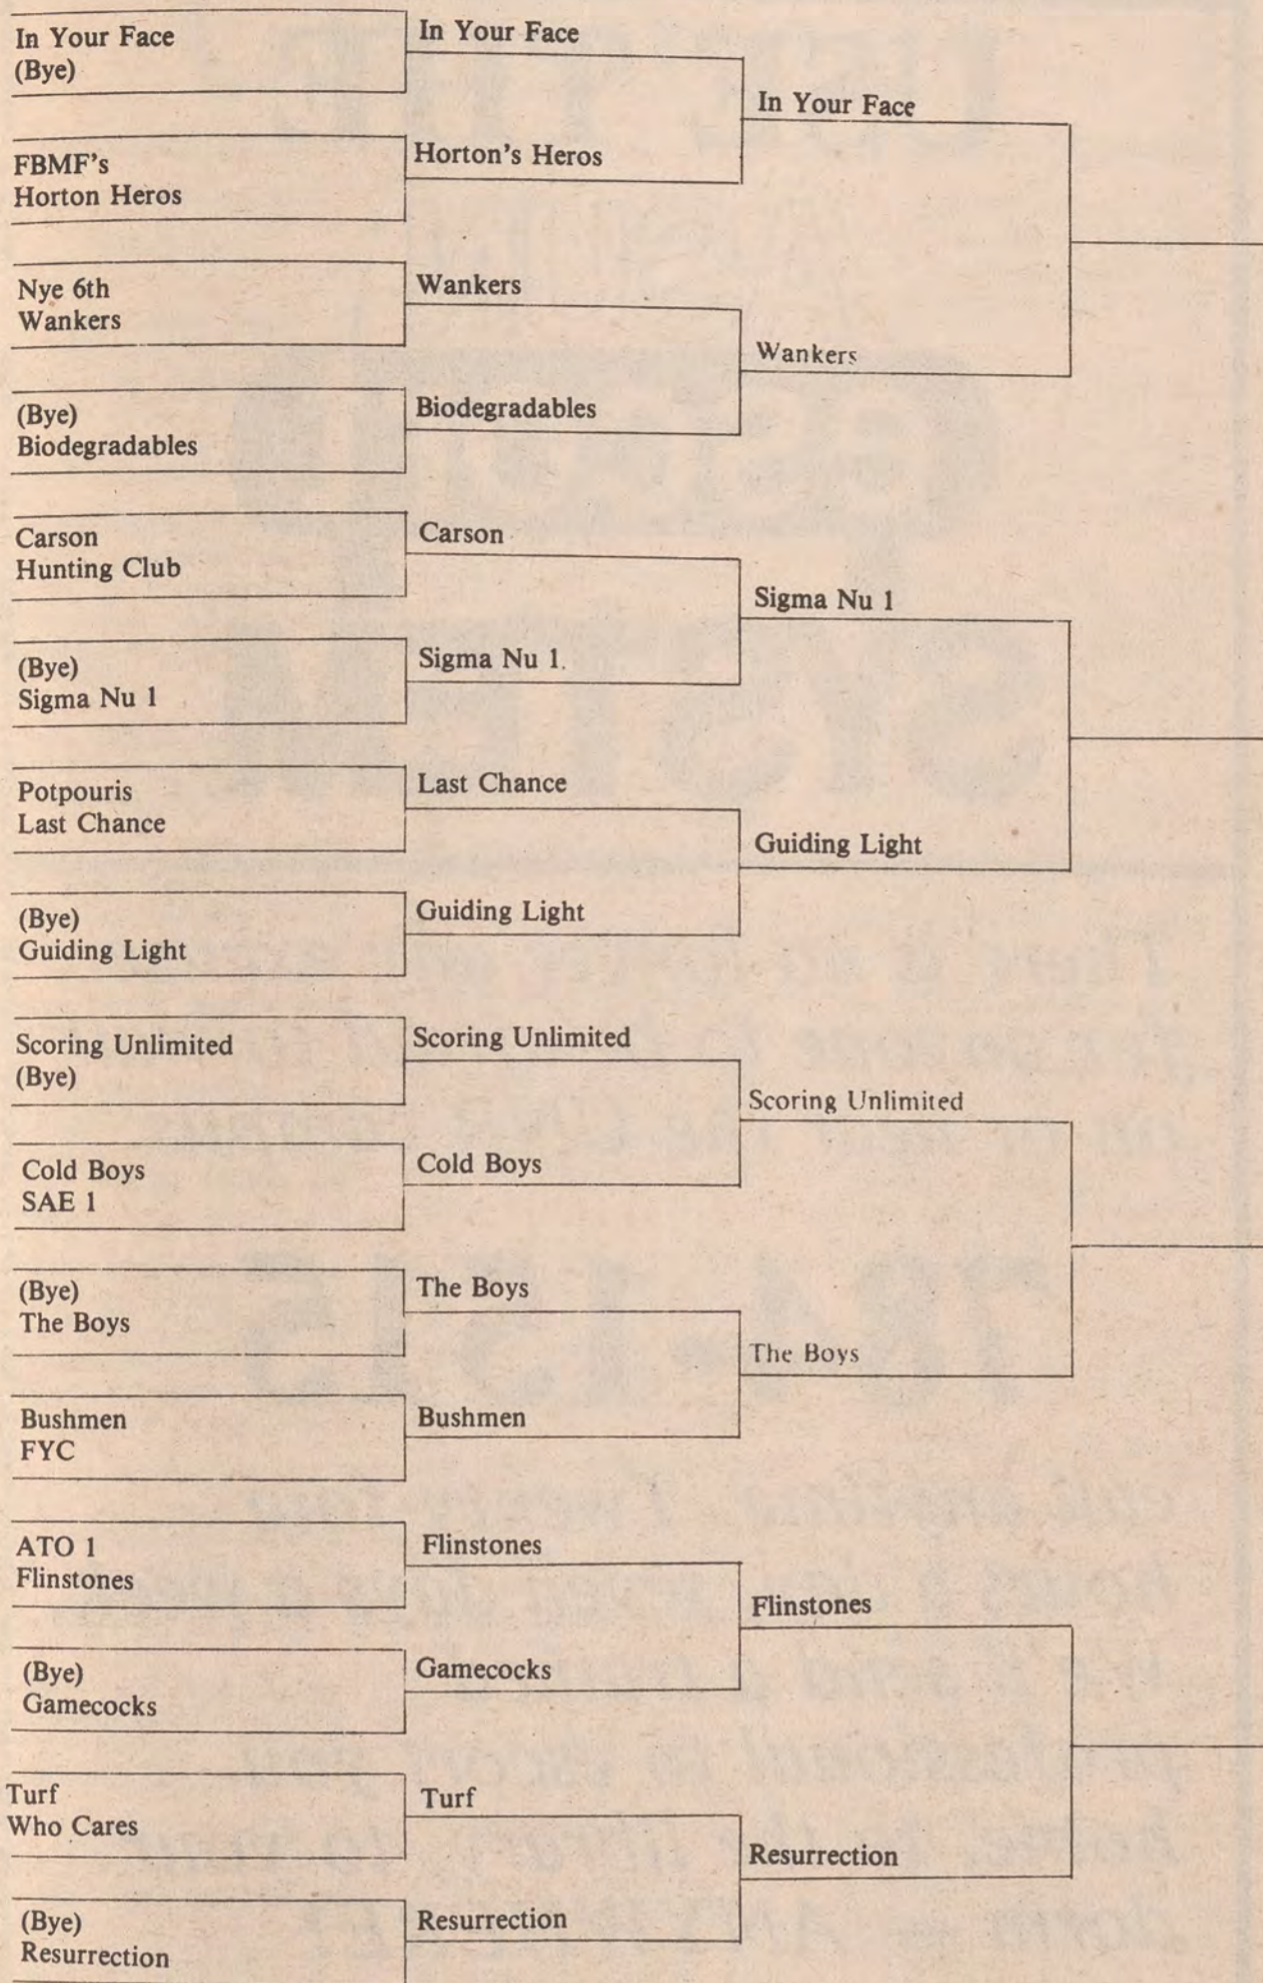 In Your Face
(Bye)
FBMF's
Horton Heros
Nye 6th
Wankers
(Bye)
Biodegradables
Carson
Hunting Club
(Bye)
Sigma Nu 1
Potpouris
Last Chance
(Bye)
Guiding Light
Scoring Unlimited
(Bye)
Cold Boys
SAE 1
(Bye)
The Boys
Bushmen
FYC
ATO 1
Flinstones
(Bye)
Gamecocks
Turf
Who Cares
(Bye)
Resurrection
In Your Face
Horton's Heros
Wankers
Biodegradables
Carson
Sigma Nu 1.
Last Chance
Guiding Light
Scoring Unlimited
Cold Boys
The Boys
Bushmen
Flinstones
Gamecocks
Turf
Resurrection
In Your Face
Wankers
Sigma Nu 1
Guiding Light
Scoring Unlimited
The Boys
Flinstones
Resurrection